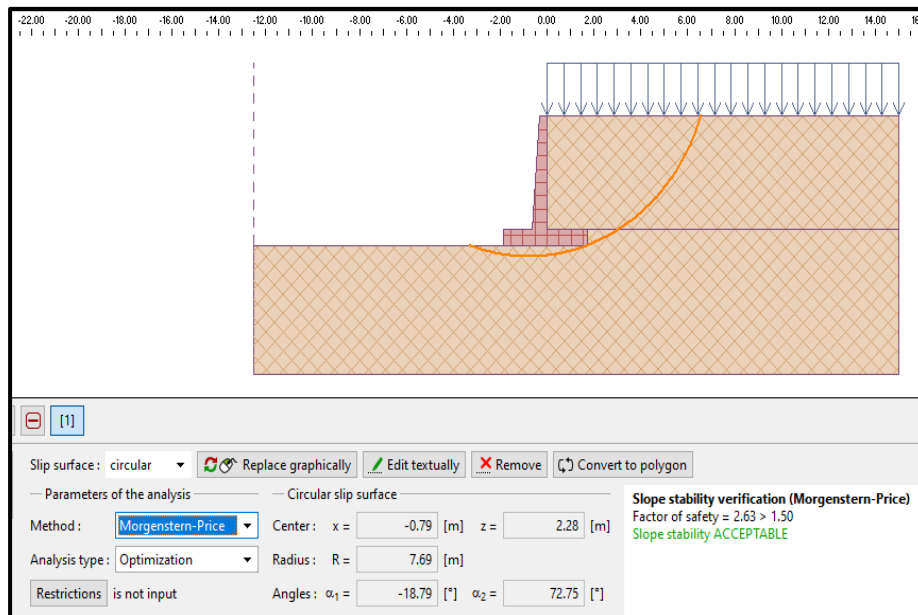 -22.00 -20.00 -18.00 -16.00 -14.00 -12.00 -10.00 -8.00 -6.00 -4.00 -2.00 0.00 2.00 4.00 6.00 8.00 10.00 12.00 14.00 16
[1]
Slip surface : circular Replace graphically Edit textually Remove Convert to polygon
Parameters of the analysis
Method : Morgenstern-Price
Analysis type : Optimization
Restrictions is not input
Circular slip surface
Center : x = -0.79 [m] z = 2.28 [m]
Radius : R = 7.69 [m]
Angles : α1 = -18.79 [°] α2 = 72.75 [°]
Slope stability verification (Morgenstern-Price)
Factor of safety = 2.63 > 1.50
Slope stability ACCEPTABLE